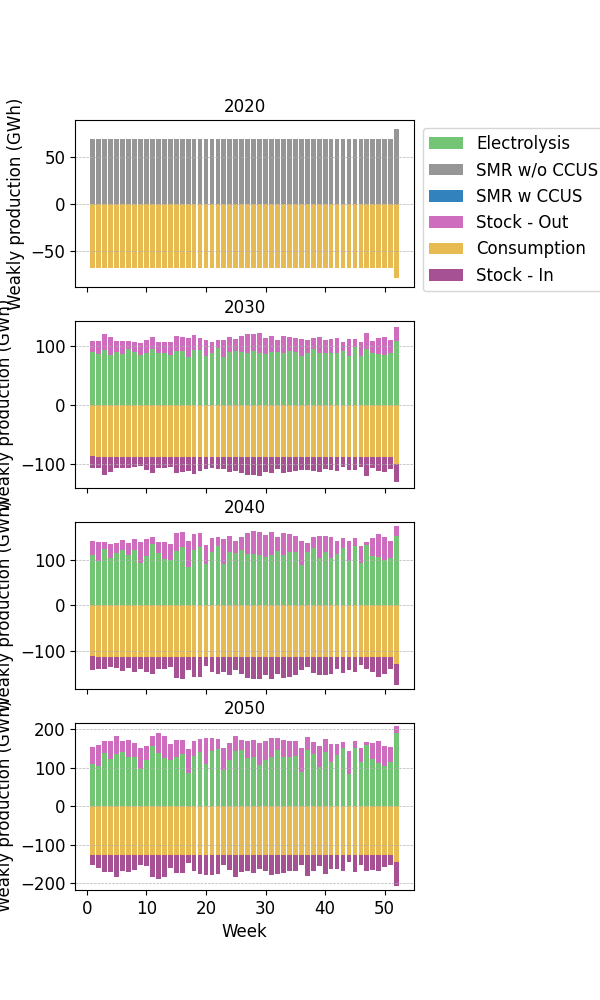 2020
Weakly production (GWh)
50
0
−50
Electrolysis
SMR w/o CCUS
SMR w CCUS
Stock - Out
Consumption
Stock - In
2030
Weakly production (GWh)
100
0
−100
2040
Weakly production (GWh)
100
0
−100
2050
Weakly production (GWh)
200
100
0
−100
−200
0 10 20 30 40 50
Week